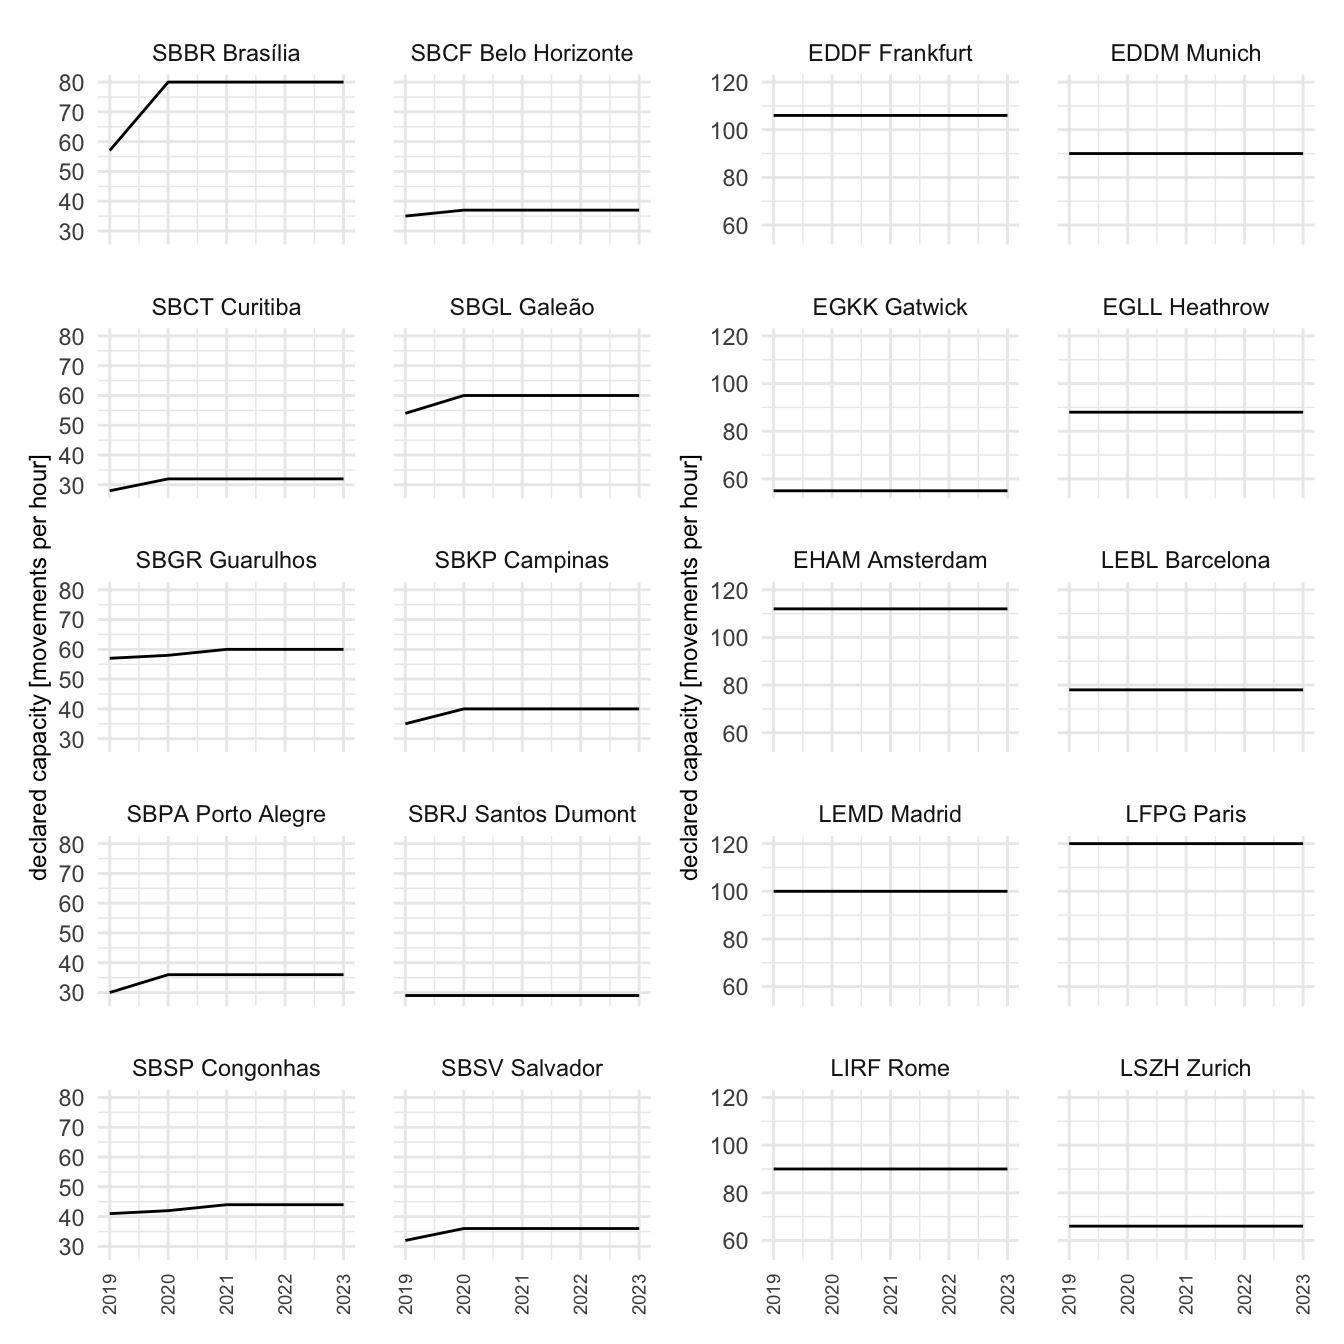 SBBR Brasília
SBCF Belo Horizonte
80
70
60
50
40
30
SBCT Curitiba
SBGL Galeão
80
70
60
50
40
30
SBGR Guarulhos
SBKP Campinas
80
70
60
50
40
30
SBPA Porto Alegre
SBRJ Santos Dumont
80
70
60
50
40
30
SBSP Congonhas
SBSV Salvador
80
70
60
50
40
30
2019 2020 2021 2022 2023
2019 2020 2021 2022 2023
declared capacity [movements per hour]
EDDF Frankfurt
EDDM Munich
120
100
80
60
EGKK Gatwick
EGLL Heathrow
120
100
80
60
EHAM Amsterdam
LEBL Barcelona
120
100
80
60
LEMD Madrid
LFPG Paris
120
100
80
60
LIRF Rome
LSZH Zurich
120
100
80
60
2019 2020 2021 2022 2023
2019 2020 2021 2022 2023
declared capacity [movements per hour]